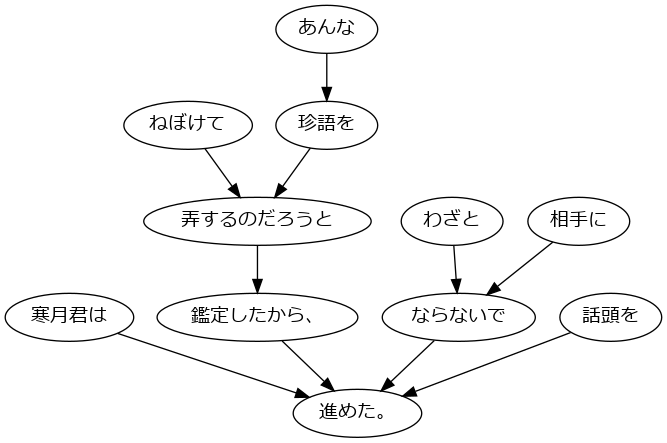 あんな
ねぼけて
珍語を
弄するのだろうと
わざと
相手に
寒月君は
鑑定したから、
ならないで
話頭を
進めた。